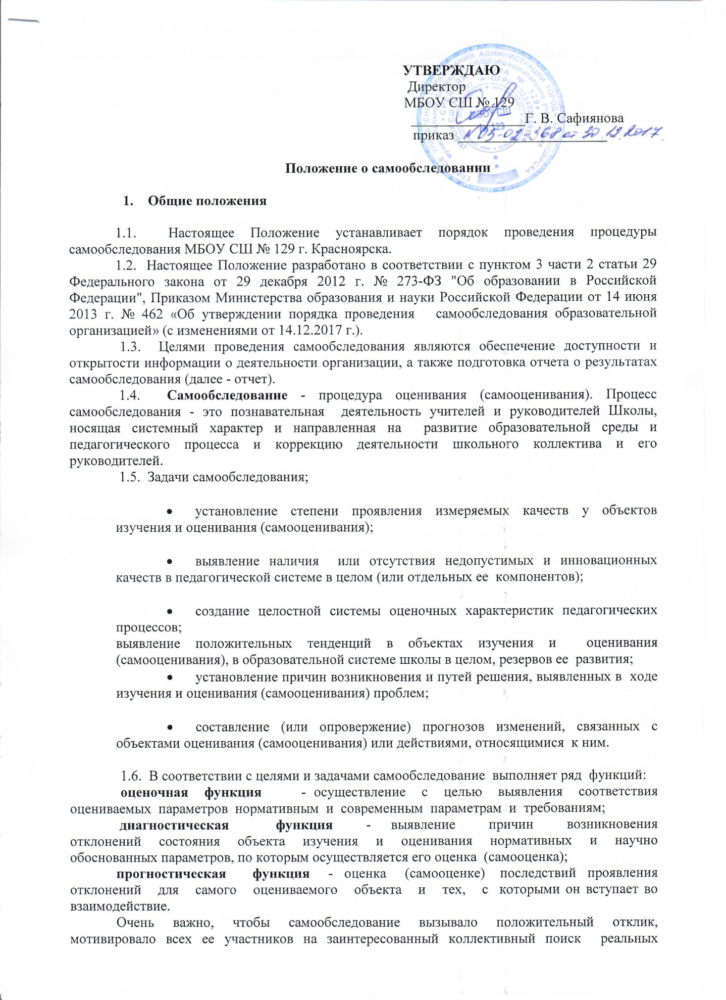 УТВЕРЖДАЮ
Директор
МБОУ СШ № 129
Г. В. Сафиянова
приказ №03-02-368 от 30.12.2017.
ГЛАВНОЕ УПРАВЛЕНИЕ ОБРАЗОВАНИЯ АДМИНИСТРАЦИИ ГОРОДА КРАСНОЯРСКА
МБОУ СШ
№ 129
Положение о самообследовании
1. Общие положения
1.1. Настоящее Положение устанавливает порядок проведения процедуры
самообследования МБОУ СШ № 129 г. Красноярска.
1.2. Настоящее Положение разработано в соответствии с пунктом 3 части 2 статьи 29
Федерального закона от 29 декабря 2012 г. № 273-ФЗ "Об образовании в Российской
Федерации", Приказом Министерства образования и науки Российской Федерации от 14 июня
2013 г. № 462 «Об утверждении порядка проведения самообследования образовательной
организацией» (с изменениями от 14.12.2017 г.).
1.3. Целями проведения самообследования являются обеспечение доступности и
открытости информации о деятельности организации, а также подготовка отчета о результатах
самообследования (далее - отчет).
1.4. Самообследование - процедура оценивания (самооценивания). Процесс
самообследования - это познавательная деятельность учителей и руководителей Школы,
носящая системный характер и направленная на развитие образовательной среды и
педагогического процесса и коррекцию деятельности школьного коллектива и его
руководителей.
1.5. Задачи самообследования;
• установление степени проявления измеряемых качеств у объектов
изучения и оценивания (самооценивания);
• выявление наличия или отсутствия недопустимых и инновационных
качеств в педагогической системе в целом (или отдельных ее компонентов);
• создание целостной системы оценочных характеристик педагогических
процессов;
выявление положительных тенденций в объектах изучения и оценивания
(самооценивания), в образовательной системе школы в целом, резервов ее развития;
• установление причин возникновения и путей решения, выявленных в ходе
изучения и оценивания (самооценивания) проблем;
• составление (или опровержение) прогнозов изменений, связанных с
объектами оценивания (самооценивания) или действиями, относящимися к ним.
1.6. В соответствии с целями и задачами самообследование выполняет ряд функций:
оценочная функция - осуществление с целью выявления соответствия
оцениваемых параметров нормативным и современным параметрам и требованиям;
диагностическая функция - выявление причин возникновения
отклонений состояния объекта изучения и оценивания нормативных и научно
обоснованных параметров, по которым осуществляется его оценка (самооценка);
прогностическая функция - оценка (самооценке) последствий проявления
отклонений для самого оцениваемого объекта и тех, с которыми он вступает во
взаимодействие.
Очень важно, чтобы самообследование вызывало положительный отклик,
мотивировало всех ее участников на заинтересованный коллективный поиск реальных